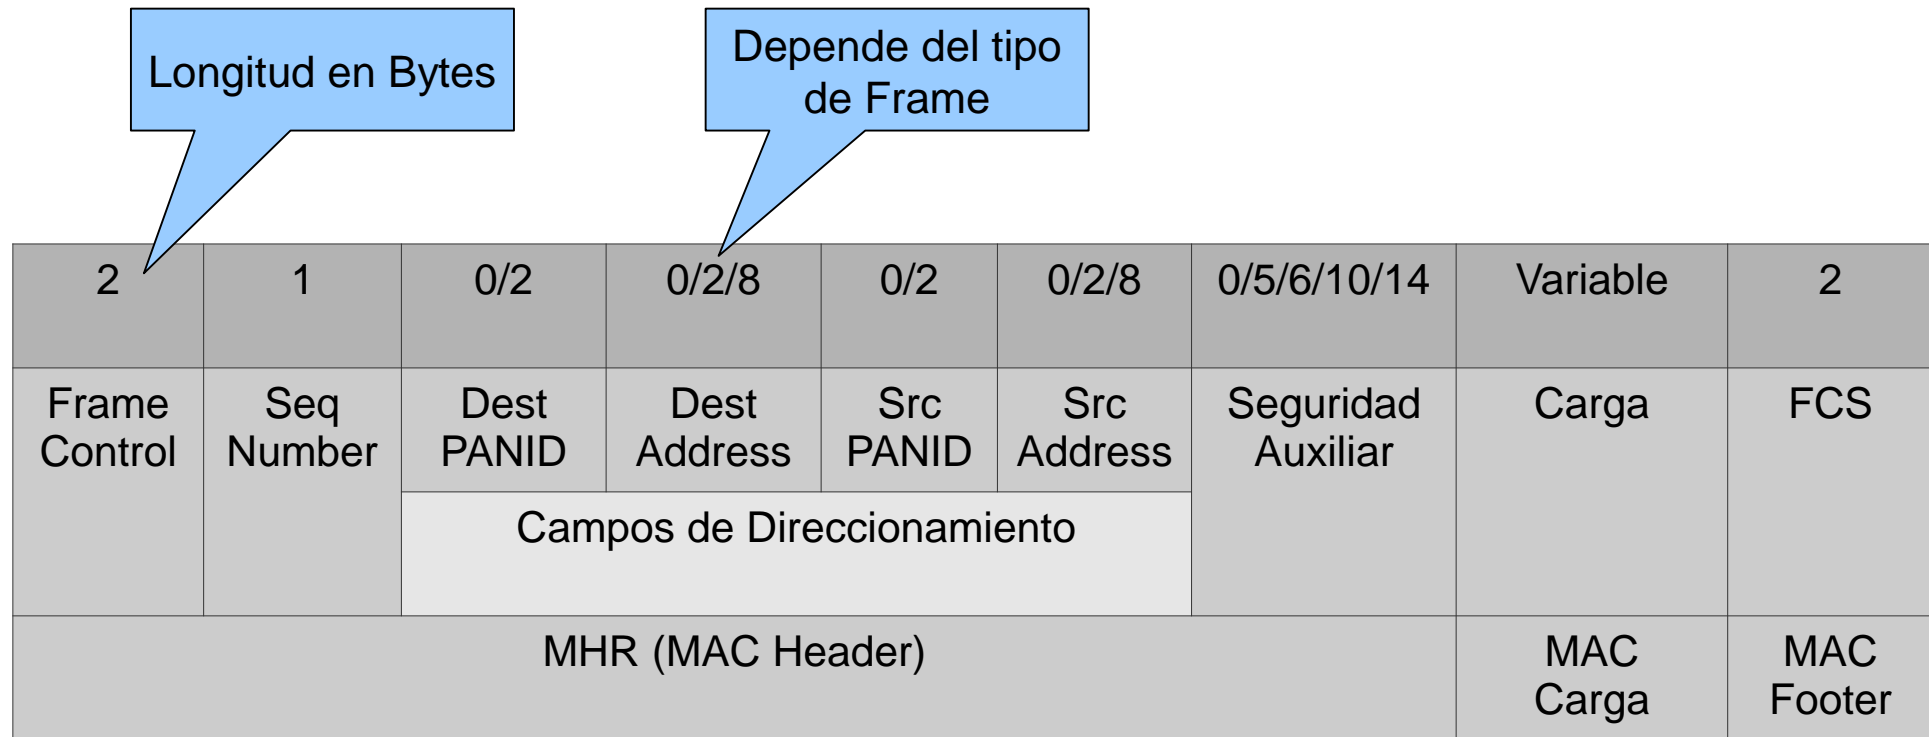 Longitud en Bytes
Depende del tipo
de Frame
2 1 0/2 0/2/8 0/2 0/2/8 0/5/6/10/14 Variable 2
Frame Seq Dest Dest Src Src Seguridad Carga FCS
Control Number PANID Address PANID Address Auxiliar
Campos de Direccionamiento
MHR (MAC Header) MAC MAC
Carga Footer